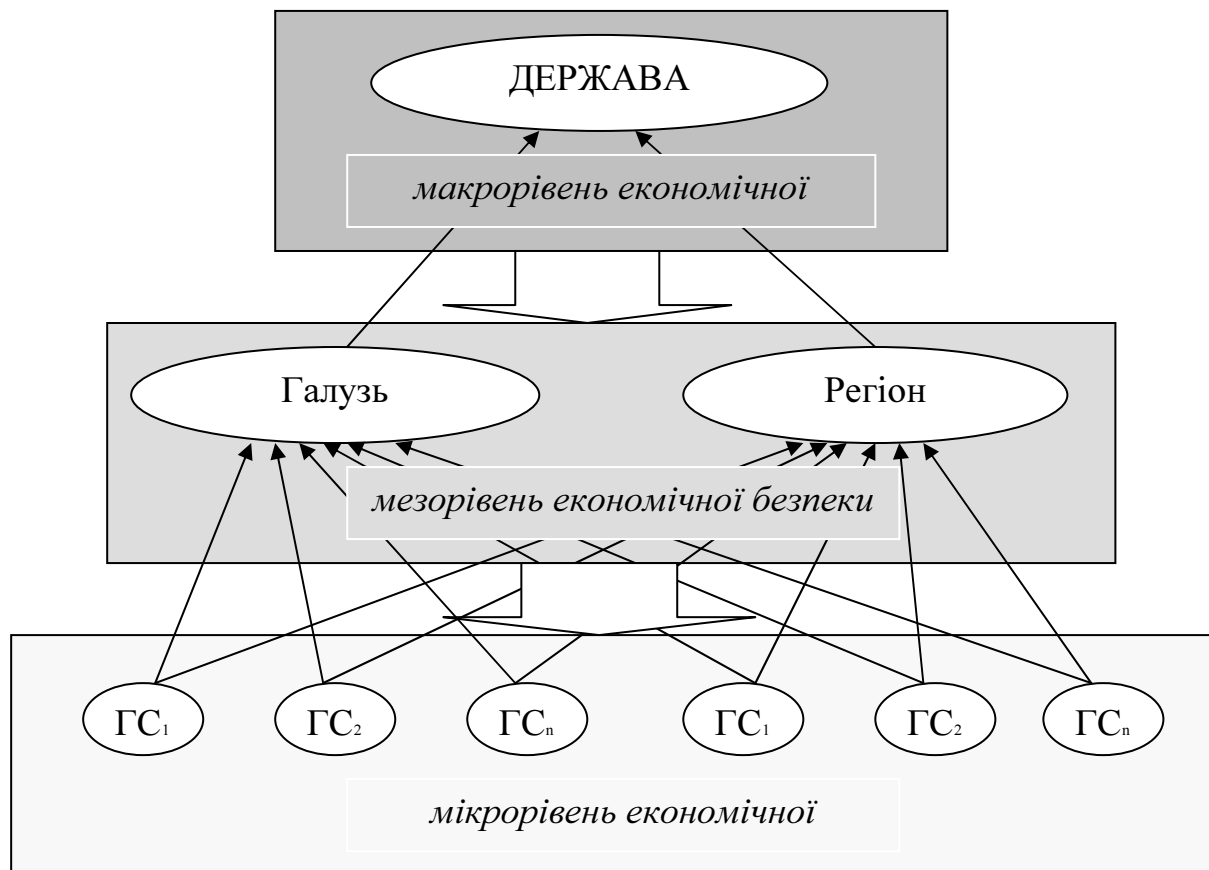 ДЕРЖАВА
макрорівень економічної
Галузь
Регіон
мезорівень економічної безпеки
ГС₁
ГС₂
ГСₙ
ГС₁
ГС₂
ГСₙ
мікрорівень економічної